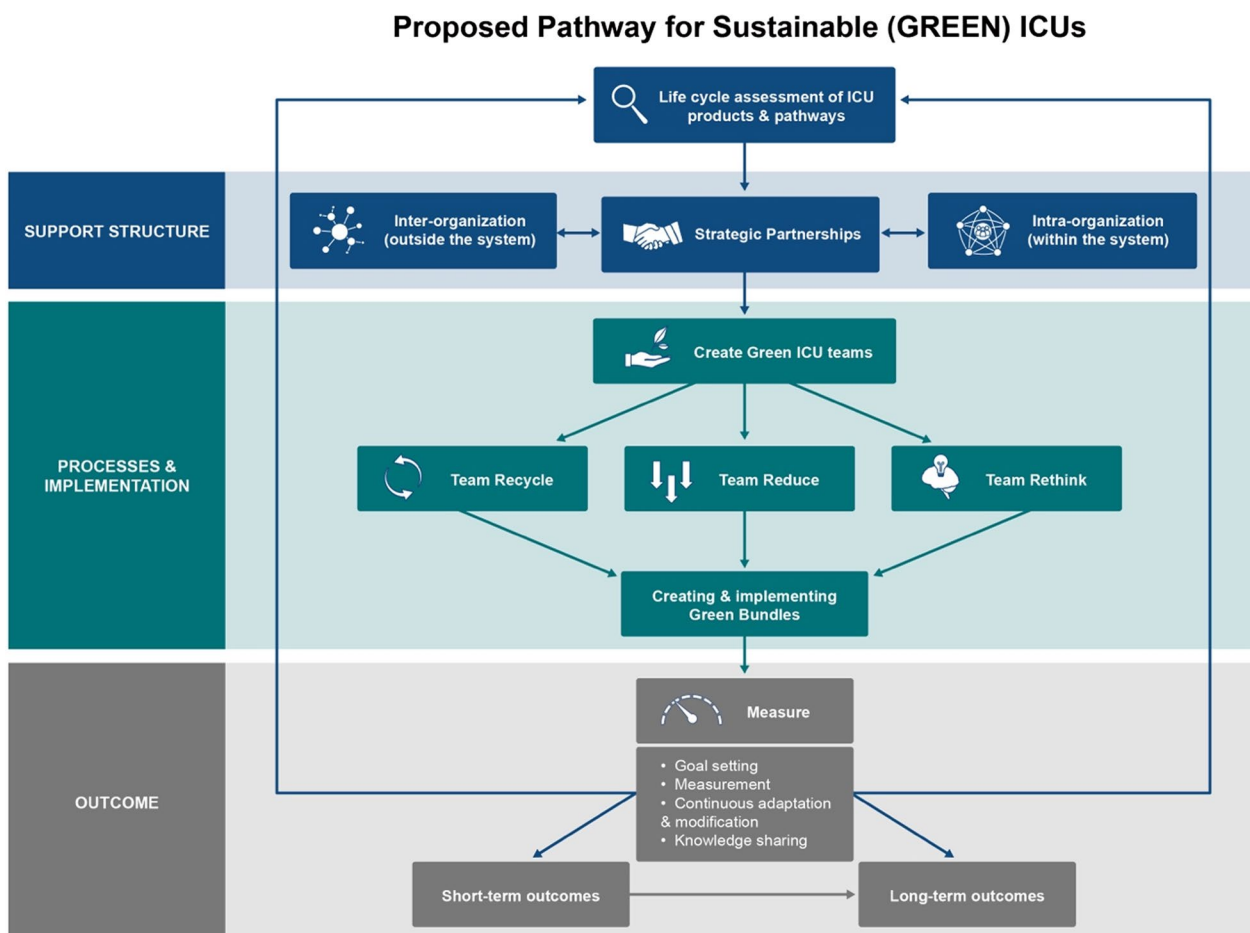 Proposed Pathway for Sustainable (GREEN) ICUs
Life cycle assessment of ICU
products & pathways
SUPPORT STRUCTURE
Inter-organization
(outside the system)
Strategic Partnerships
Intra-organization
(within the system)
PROCESSES &
IMPLEMENTATION
Create Green ICU teams
Team Recycle
Team Reduce
Team Rethink
Creating & implementing
Green Bundles
OUTCOME
Measure
• Goal setting
• Measurement
• Continuous adaptation
& modification
• Knowledge sharing
Short-term outcomes
Long-term outcomes